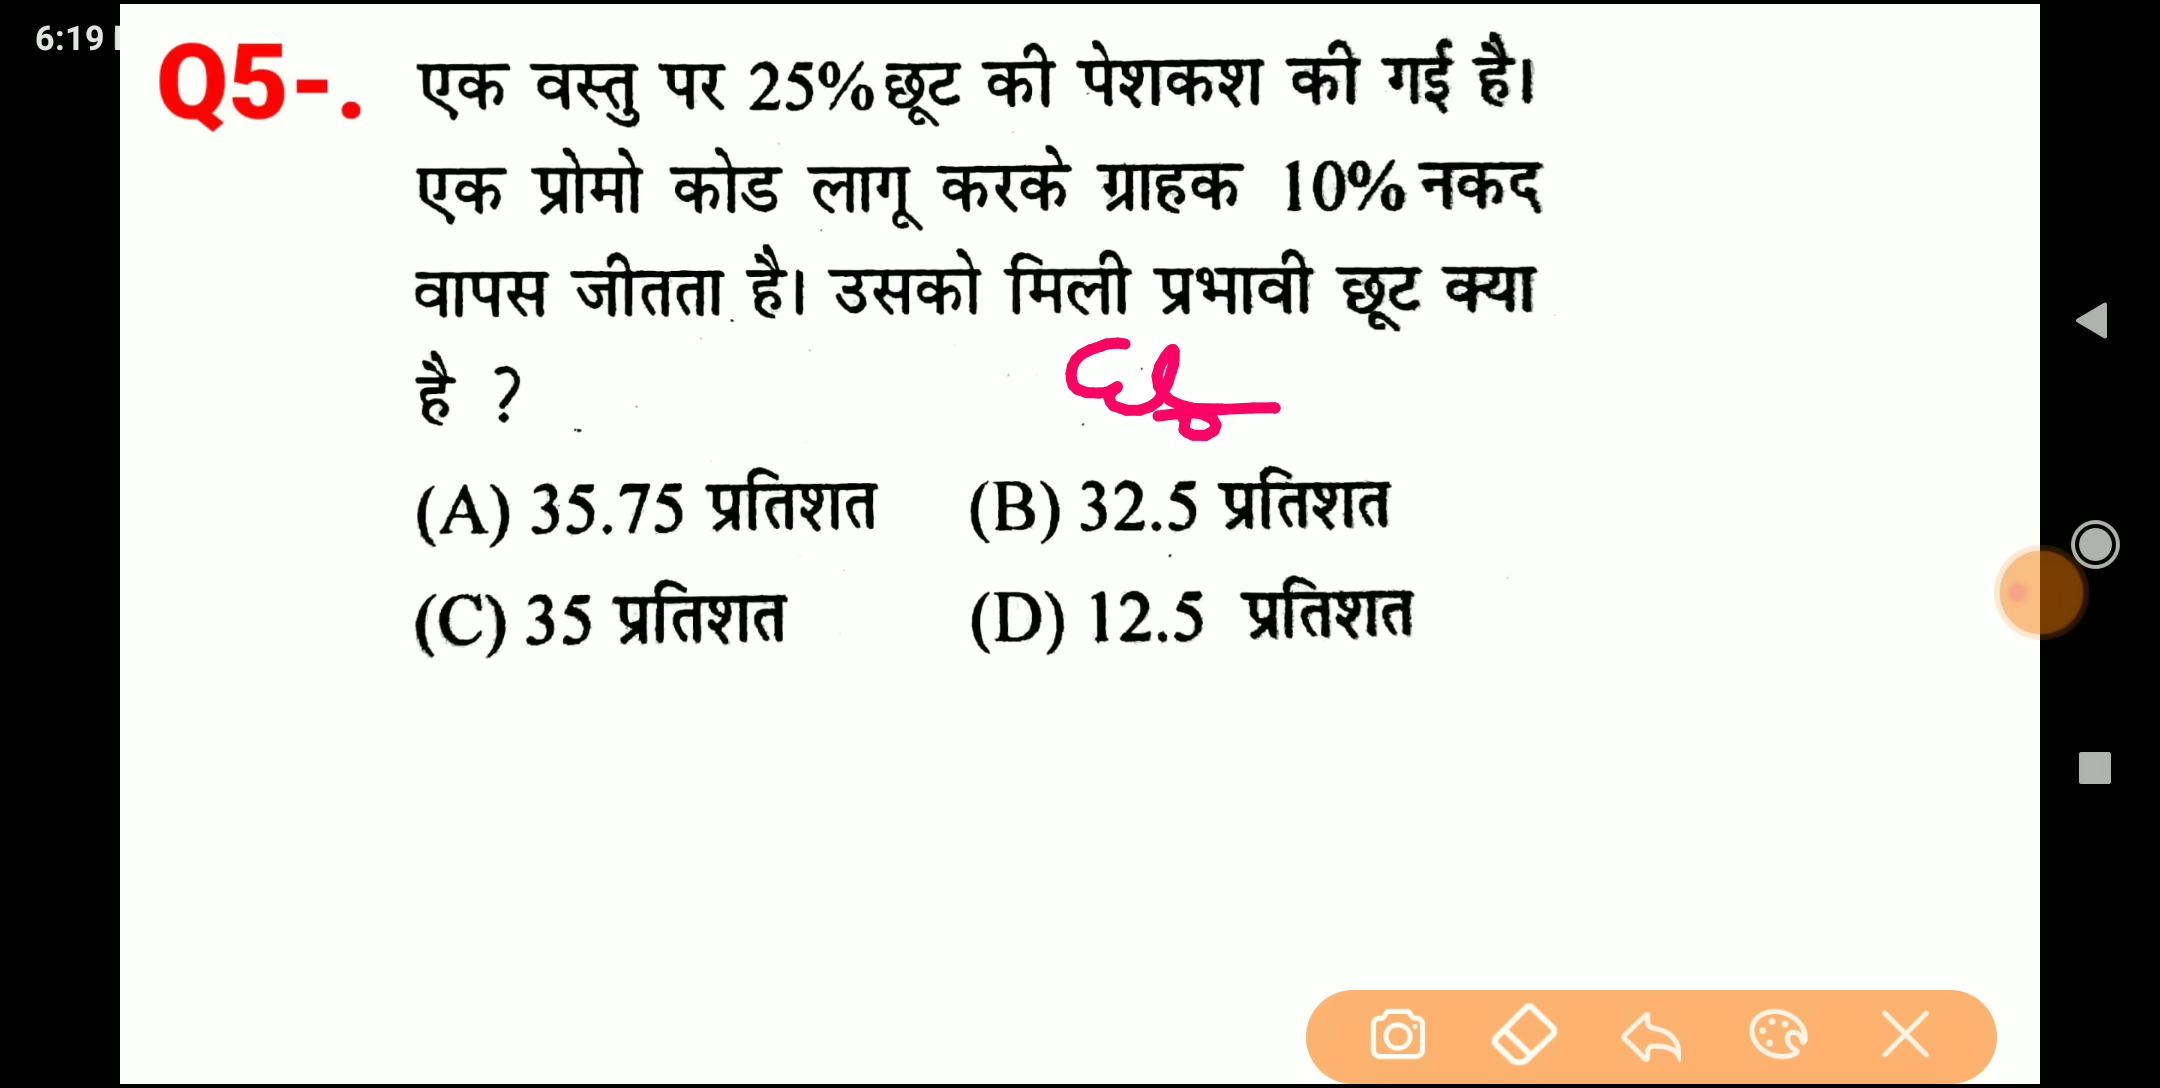 6:19
Q5-. एक वस्तु पर 25% छूट की पेशकश की गई है।
एक प्रोमो कोड लागू करके ग्राहक 10% नकद
वापस जीतता है। उसको मिली प्रभावी छूट क्या
है ?
(A) 35.75 प्रतिशत (B) 32.5 प्रतिशत
(C) 35 प्रतिशत (D) 12.5 प्रतिशत